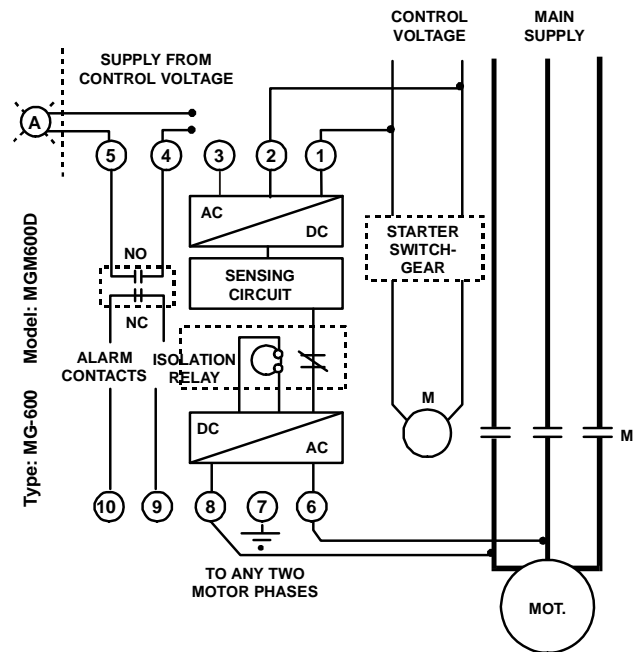 CONTROL
VOLTAGE
MAIN
SUPPLY
SUPPLY FROM
CONTROL VOLTAGE
A
5
4
3
2
1
AC
DC
STARTER
SWITCH-
GEAR
SENSING
CIRCUIT
NO
NC
ALARM
CONTACTS
ISOLATION
RELAY
M
M
DC
AC
10
9
8
7
6
TO ANY TWO
MOTOR PHASES
MOT.
Type: MG-600 Model: MGM600D